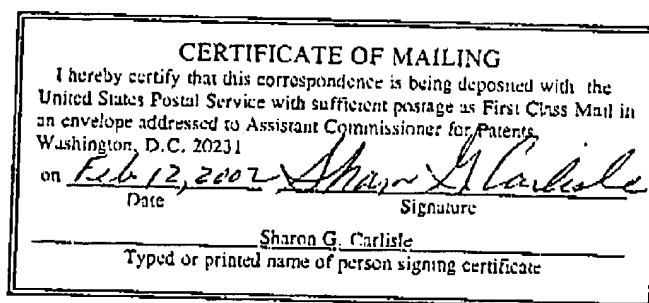 CERTIFICATE OF MAILING
I hereby certify that this correspondence is being deposited with the
United States Postal Service with sufficient postage as First Class Mail in
an envelope addressed to Assistant Commissioner for Patents,
Washington, D.C. 20231
on Feb 12, 2002 Sharon G. Carlisle
Date Signature
Sharon G. Carlisle
Typed or printed name of person signing certificate